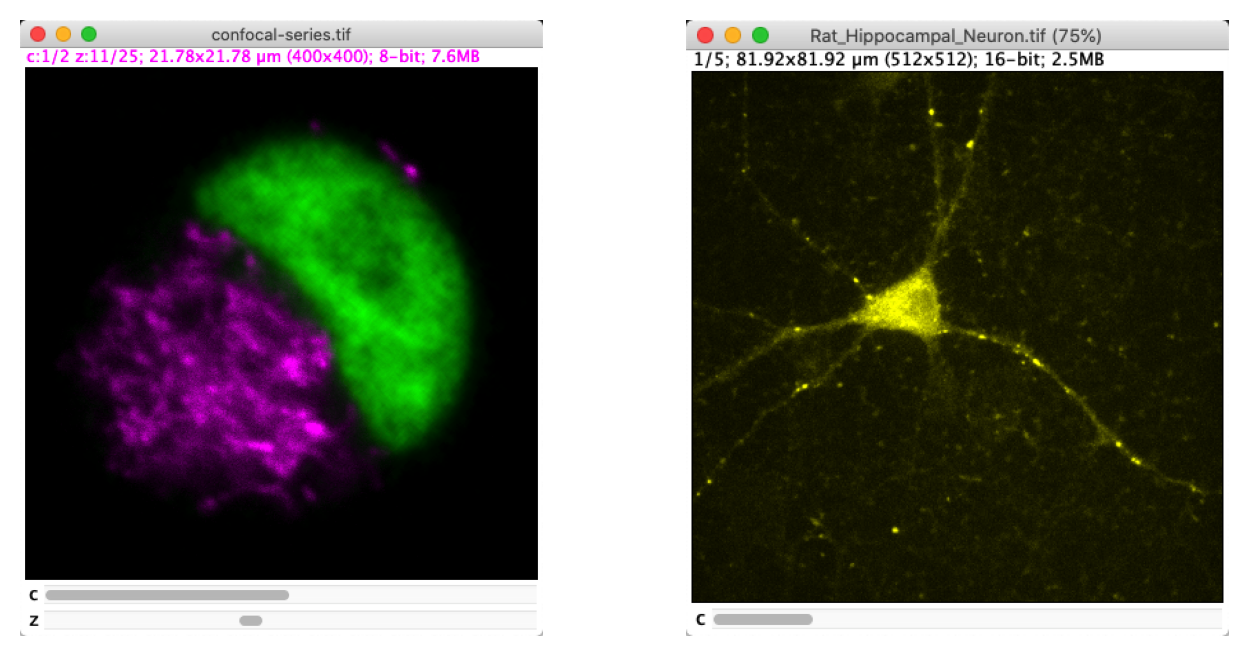 confocal-series.tif
c:1/2 z:11/25; 21.78x21.78 µm (400x400); 8-bit; 7.6MB
c
z
Rat_Hippocampal_Neuron.tif (75%)
1/5; 81.92x81.92 µm (512x512); 16-bit; 2.5MB
c